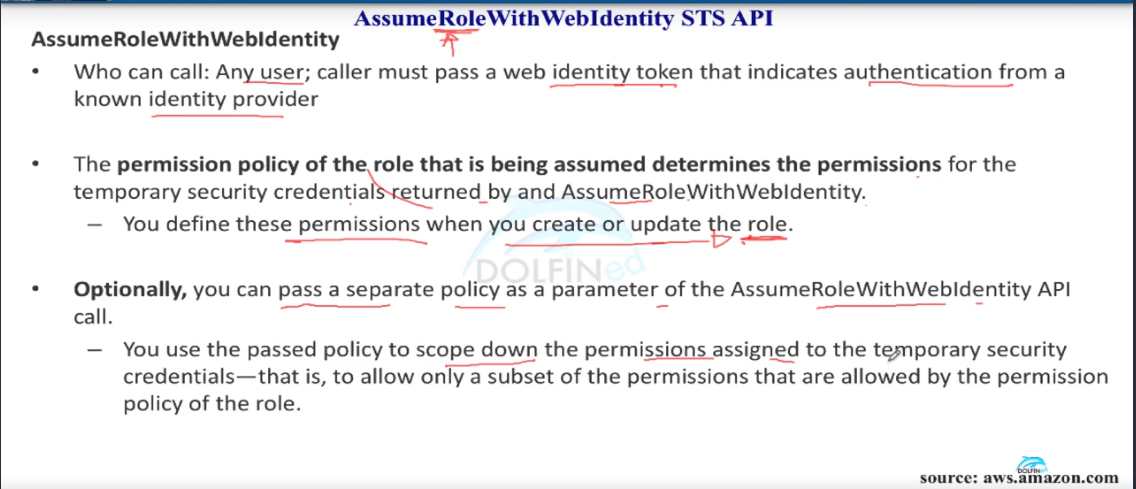 AssumeRoleWithWebIdentity STS API
AssumeRoleWithWebIdentity
• Who can call: Any user; caller must pass a web identity token that indicates authentication from a
known identity provider
• The permission policy of the role that is being assumed determines the permissions for the
temporary security credentials returned by and AssumeRoleWithWebIdentity.
– You define these permissions when you create or update the role.
DOLFINed
• Optionally, you can pass a separate policy as a parameter of the AssumeRoleWithWebIdentity API
call.
– You use the passed policy to scope down the permissions assigned to the temporary security
credentials—that is, to allow only a subset of the permissions that are allowed by the permission
policy of the role.
DOLFINed
source: aws.amazon.com